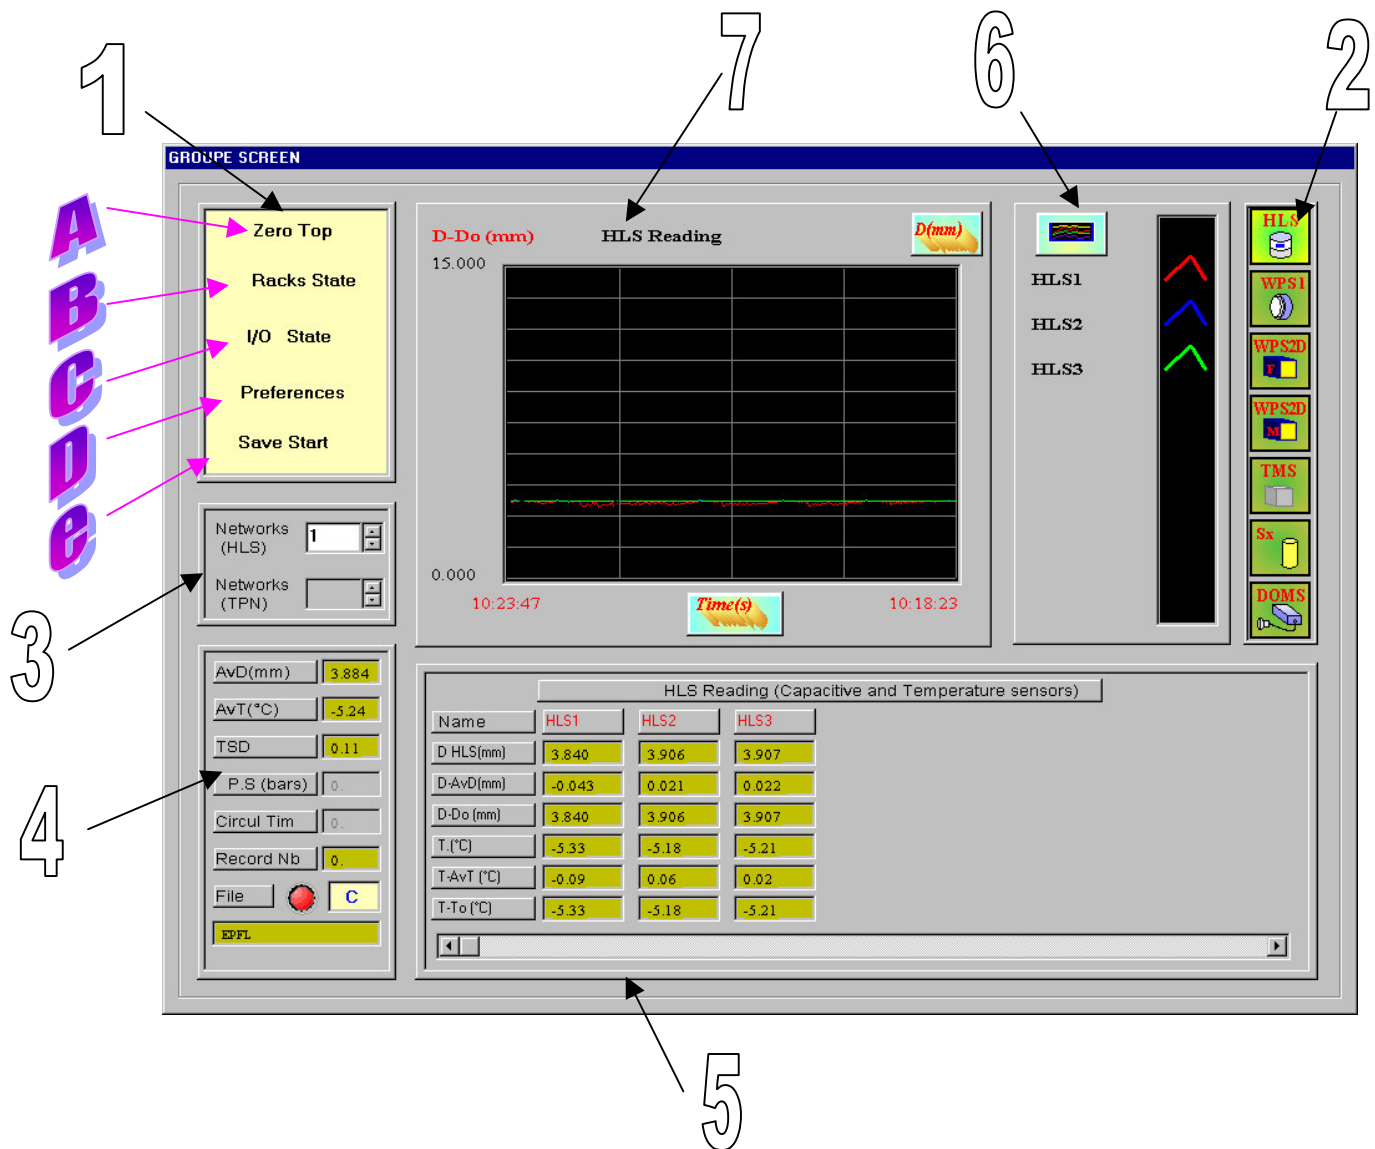 1
7
6
2
GROUPE SCREEN
A
B
C
D
e
Zero Top
Racks State
I/O State
Preferences
Save Start
D-Do (mm)
HLS Reading
D(mm)
15.000
0.000
10:23:47
Time(s)
10:18:23
HLS1
HLS2
HLS3
HLS
WPS1
WPS2D
F
WPS2D
M
TMS
Sx
DOMS
3
Networks
(HLS)
1
Networks
(TPN)
4
AvD(mm) 3.884
AvT(°C) -5.24
TSD 0.11
P.S (bars) 0.
Circul Tim 0.
Record Nb 0.
File C
EPFL
HLS Reading (Capacitive and Temperature sensors)
Name HLS1 HLS2 HLS3
D HLS(mm) 3.840 3.906 3.907
D-AvD(mm) -0.043 0.021 0.022
D-Do (mm) 3.840 3.906 3.907
T.(°C) -5.33 -5.18 -5.21
T-AvT (°C) -0.09 0.06 0.02
T-To (°C) -5.33 -5.18 -5.21
5